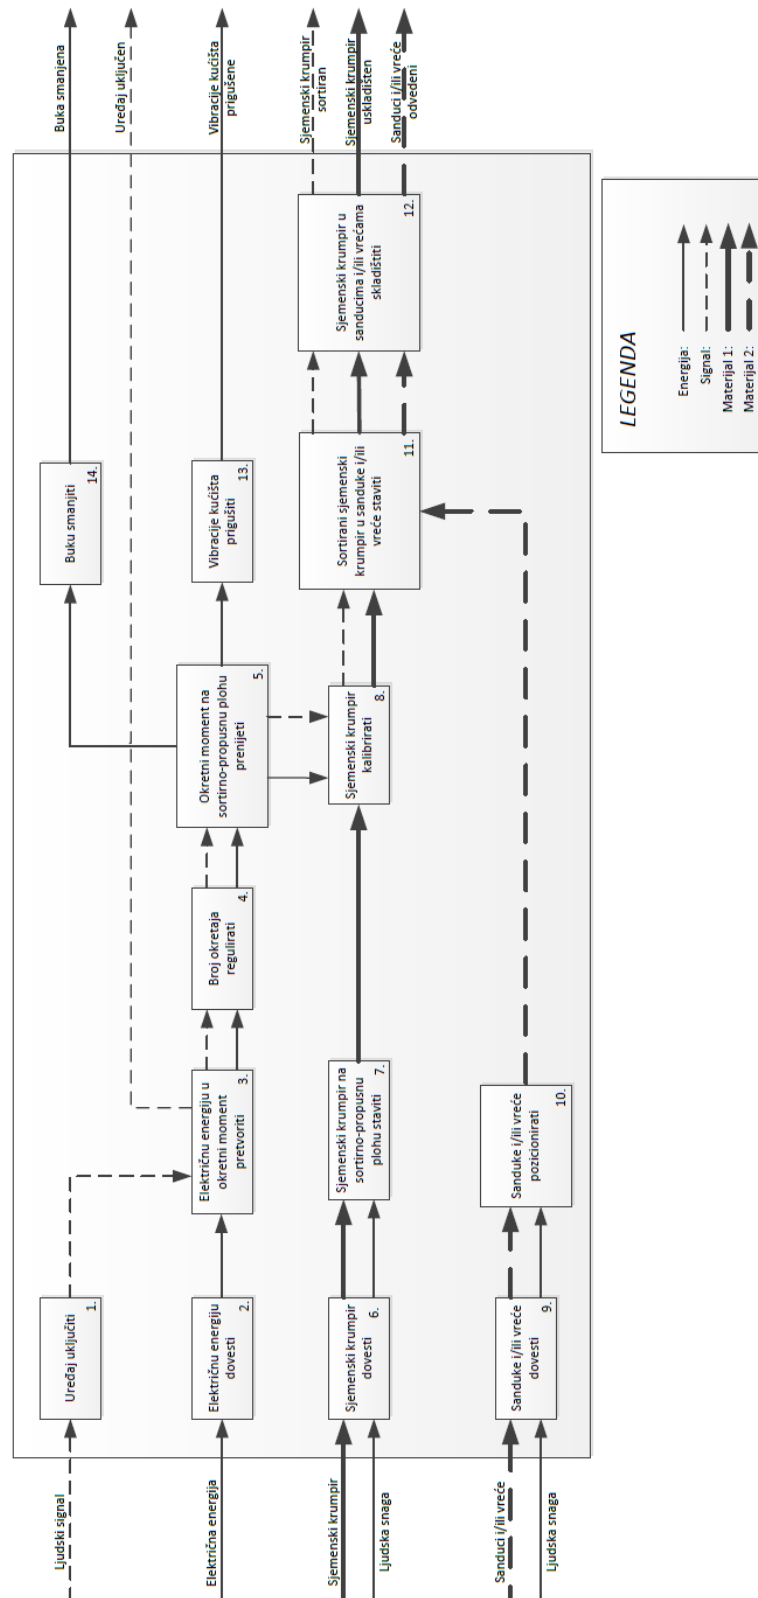 Ljudski signal
Električna energija
Sjemenski krumpir
Ljudska snaga
Sanduci i/ili vreće
Ljudska snaga
Uređaj uključiti
1.
Električnu energiju
dovesti
2.
Sjemenski krumpir
dovesti
6.
Sanduke i/ili vreće
dovesti
9.
Električnu energiju u
okretni moment
pretvoriti
3.
Sjemenski krumpir na
sortirno-propusnu
plohu staviti
7.
Sanduke i/ili vreće
pozicionirati
10.
Broj okretaja
regulirati
4.
Okretni moment na
sortirno-propusnu plohu
prenijeti
5.
Sjemenski krumpir
kalibrirati
8.
Buku smanjiti
14.
Vibracije kućišta
prigušiti
13.
Sortirani sjemenski
krumpir u sanduke i/ili
vreće staviti
11.
Sjemenski krumpir u
sanducima i/ili vrećama
skladištiti
12.
Buka smanjena
Uređaj uključen
Vibracije kućišta
prigušene
Sjemenski krumpir
sortiran
Sjemenski krumpir
uskladišten
Sanduci i/ili vreće
odvedeni
LEGENDA
Energija:
Signal:
Materijal 1:
Materijal 2: